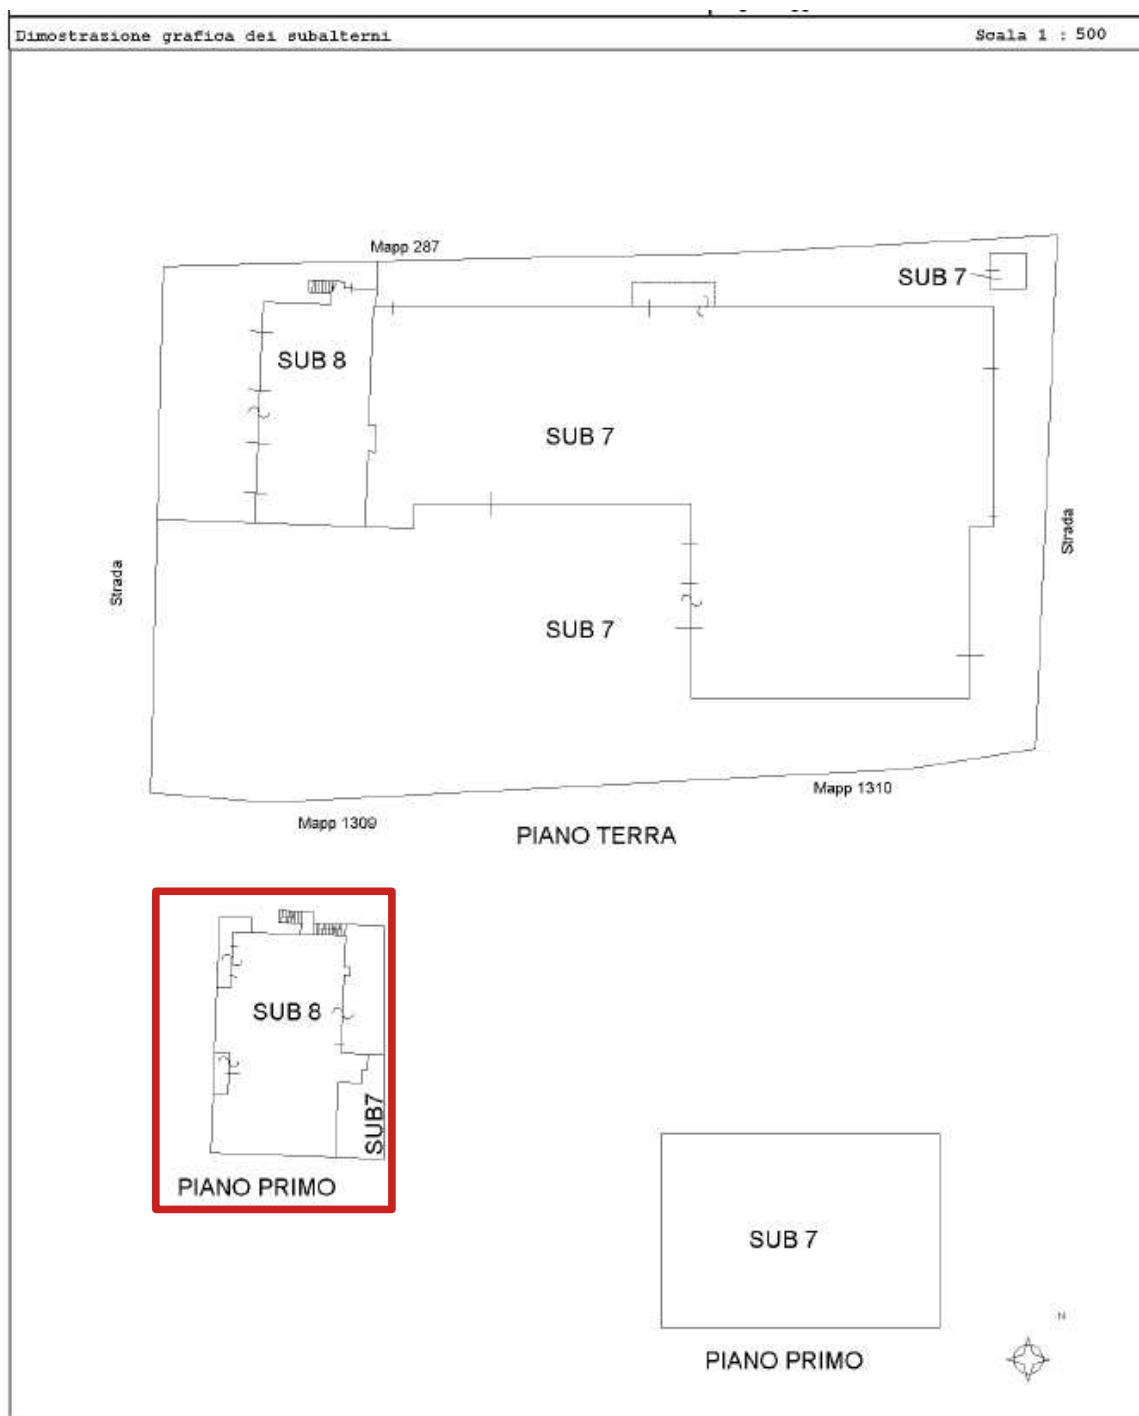 Dimostrazione grafica dei subalterni
Scala 1 : 500
Mapp 287
SUB 7
SUB 8
SUB 7
Strada
Strada
SUB 7
Mapp 1310
Mapp 1309
PIANO TERRA
SUB 8
SUB7
PIANO PRIMO
SUB 7
N
PIANO PRIMO